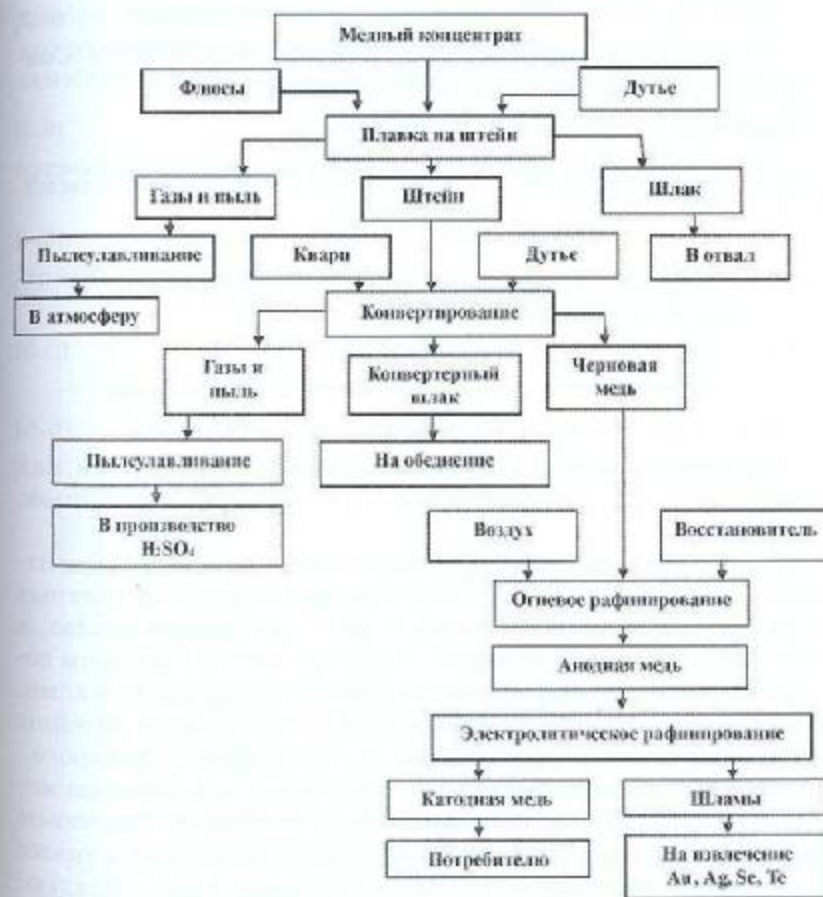 Медный концентрат
Флюсы
Дутье
Плавка на штейн
Газы и пыль
Штейн
Шлак
Пылеулавливание
Кварц
Дутье
В отвал
В атмосферу
Конвертирование
Газы и
пыль
Конвертерный
шлак
Черновая
медь
Пылеулавливание
На обеднение
В производство
H₂SO₄
Воздух
Восстановитель
Огневое рафинирование
Анодная медь
Электролитическое рафинирование
Катодная медь
Шламы
Потребителю
На извлечение
Au, Ag, Se, Te